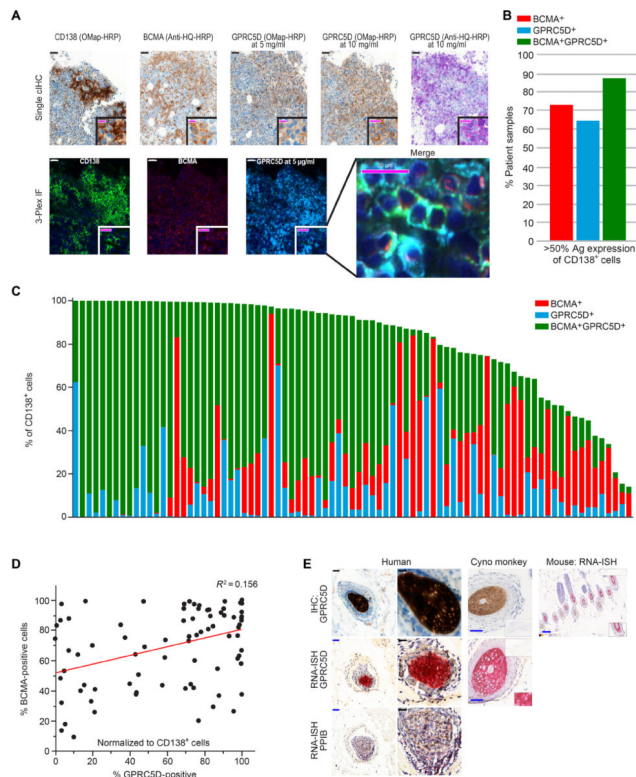 A
CD138 (OMap-HRP)
BCMA (Anti-HQ-HRP)
GPRC5D (OMap-HRP)
at 5 mg/ml
GPRC5D (OMap-HRP)
at 10 mg/ml
GPRC5D (Anti-HQ-HRP)
at 10 mg/ml
Single cIHC
3-Plex IF
CD138
BCMA
GPRC5D at 5 µg/ml
Merge
B
BCMA+
GPRC5D+
BCMA+GPRC5D+
100
90
80
70
60
50
40
30
20
10
0
% Patient samples
>50% Ag expression
of CD138+ cells
C
BCMA+
GPRC5D+
BCMA+GPRC5D+
100
80
60
40
20
0
% of CD138+ cells
D
R² = 0.156
100
80
60
40
20
0
% BCMA-positive cells
Normalized to CD138+ cells
0 10 20 30 40 50 60 70 80 90 100
% GPRC5D-positive
E
Human
Cyno monkey
Mouse: RNA-ISH
IHC:
GPRC5D
RNA-ISH
GPRC5D
RNA-ISH
PPIB